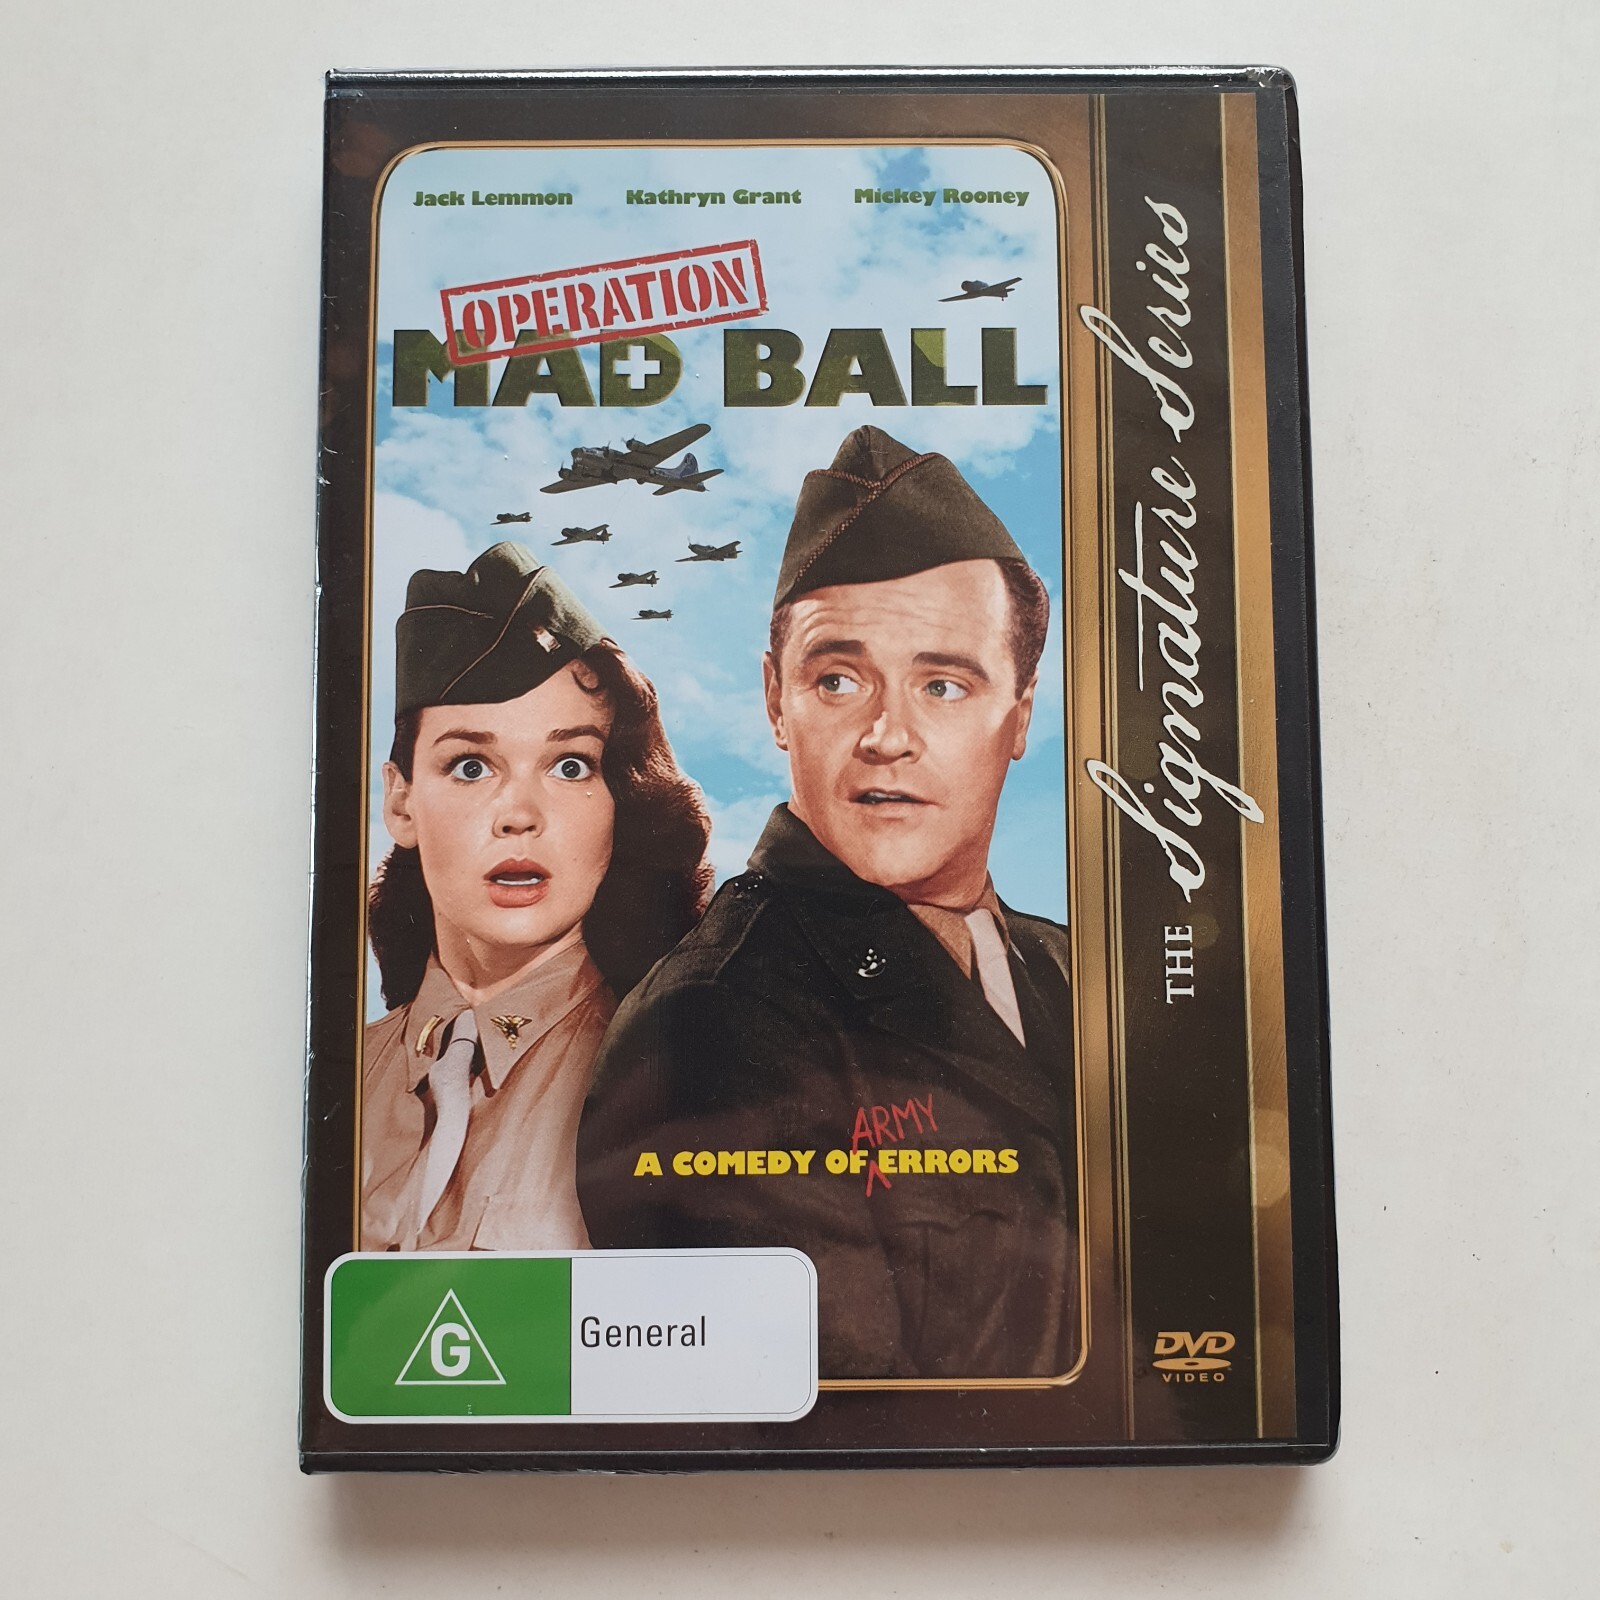 Jack Lemmon Kathryn Grant Mickey Rooney
OPERATION
MAD BALL
ARMY
A COMEDY OF ERRORS
G General
THE Signature Series
DVD
VIDEO